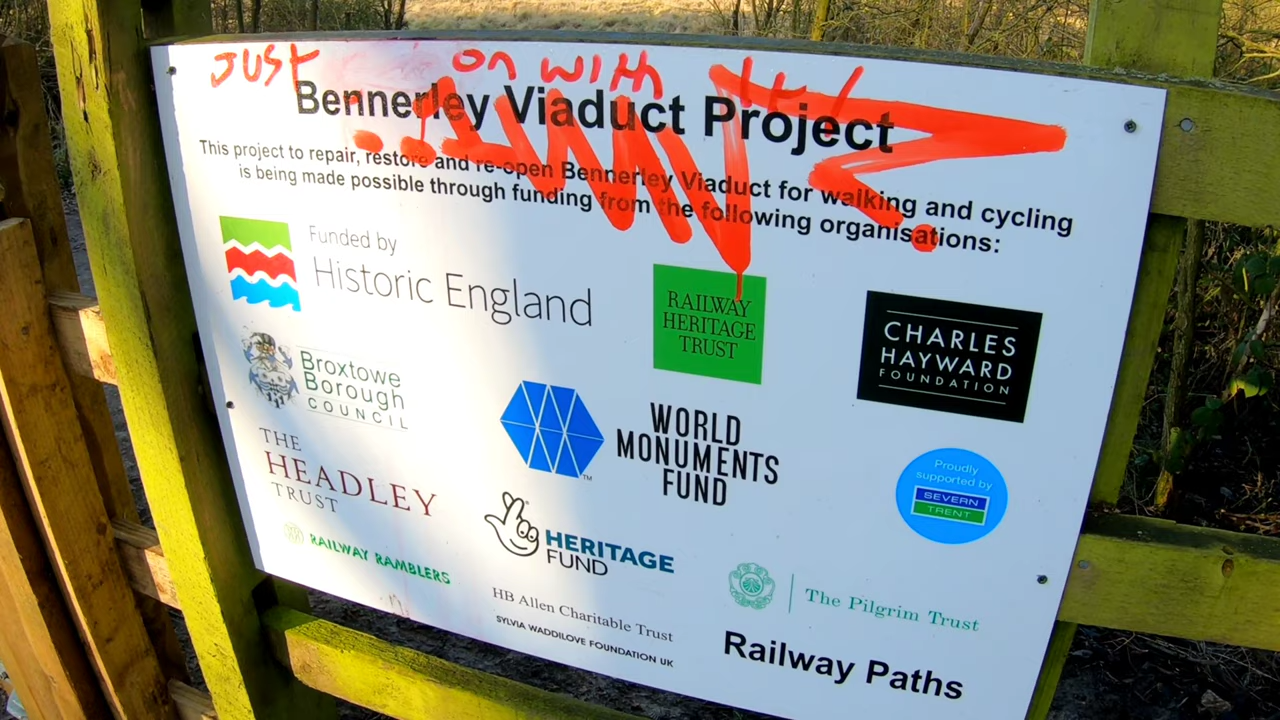 JUST on WITH
Bennerley Viaduct Project
This project to repair, restore and re-open Bennerley Viaduct for walking and cycling
is being made possible through funding from the following organisations:
Funded by
Historic England
RAILWAY
HERITAGE
TRUST
CHARLES
HAYWARD
FOUNDATION
Broxtowe
Borough
COUNCIL
WORLD
MONUMENTS
FUND
TM
THE
HEADLEY
TRUST
Proudly
supported by
SEVERN
TRENT
HERITAGE
FUND
RAILWAY RAMBLERS
The Pilgrim Trust
HB Allen Charitable Trust
SYLVIA WADDILOVE FOUNDATION UK
Railway Paths